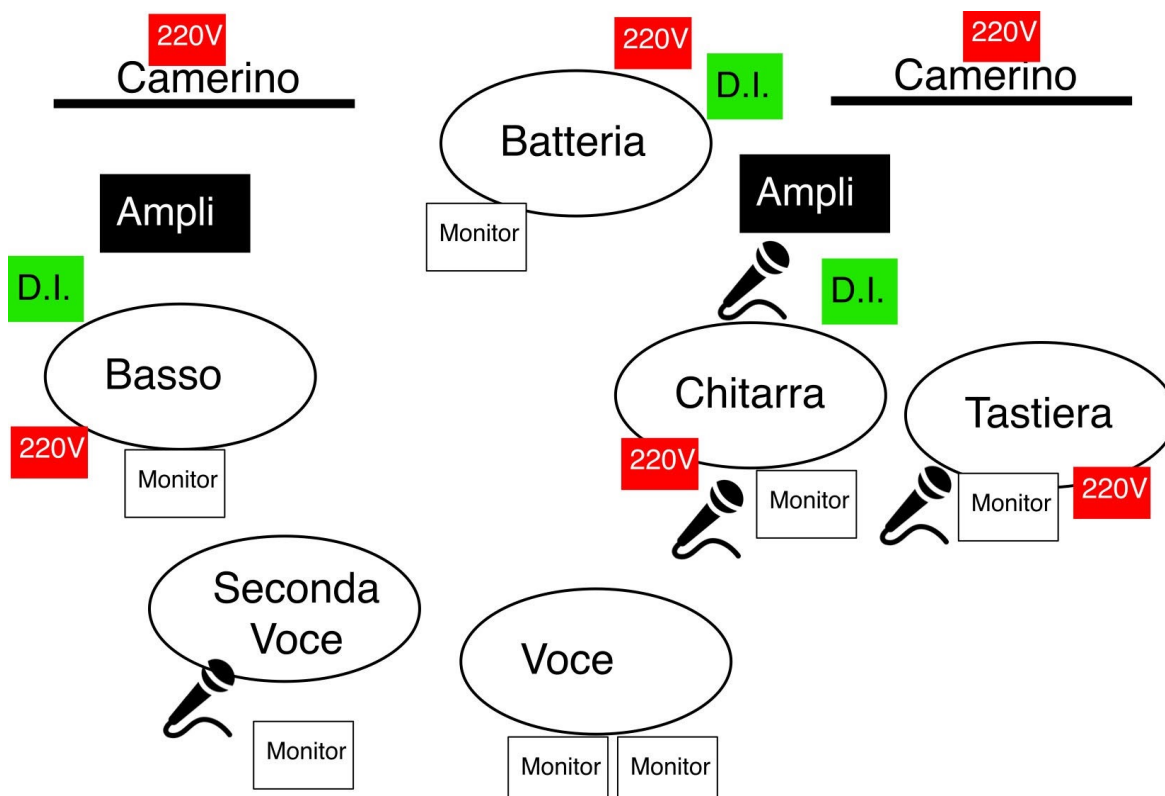 220V
Camerino
220V
D.I.
220V
Camerino
Batteria
Ampli
Ampli
Monitor
D.I.
D.I.
Basso
Chitarra
Tastiera
220V
Monitor
220V
Monitor
Monitor
220V
Seconda
Voce
Voce
Monitor
Monitor
Monitor